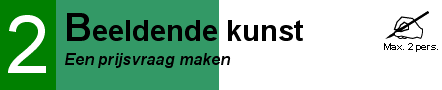 2
Beeldende kunst
Een prijsvraag maken
Max. 2 pers.